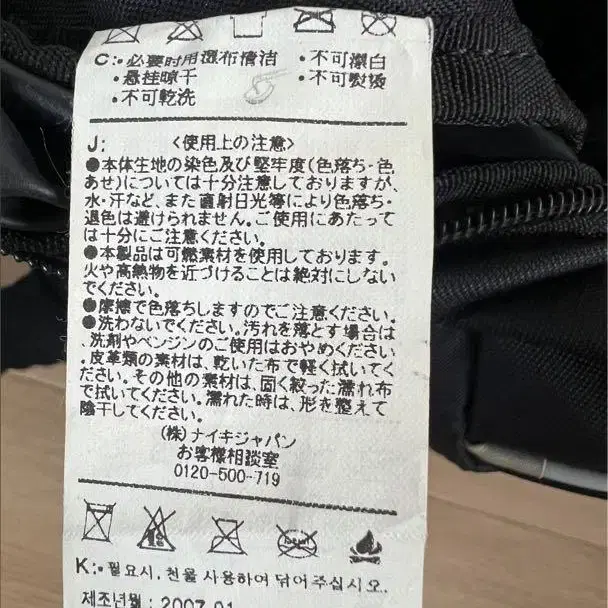 C:•必要时用湿布清洁 •不可漂白
•悬挂晾干 •不可熨烫
•不可乾洗
J: 〈使用上の注意〉
●本体生地の染色及び堅牢度(色落ち・色
あせ)については十分注意しておりますが、
水・汗など、また直射日光等により色落ち・
退色は避けられません。ご使用にあたって
は十分にご注意ください。
●本製品は可燃素材を使用しております。
火や高熱物を近づけることは絶対にしない
でください。
●摩擦で色落ちしますのでご注意ください。
●洗わないでください。汚れを落とす場合は
、洗剤やベンジンのご使用はおやめください
。皮革類の素材は、乾いた布で軽く拭いてく
ださい。その他の素材は、固く絞った濡れ布
で拭いてください。濡れた時は、形を整えて
陰干してください。
(株)ナイキジャパン
お客様相談室
0120-500-719
K:•필요시, 천을 사용하여 닦어주십시오.
제조년월 : 2007.01